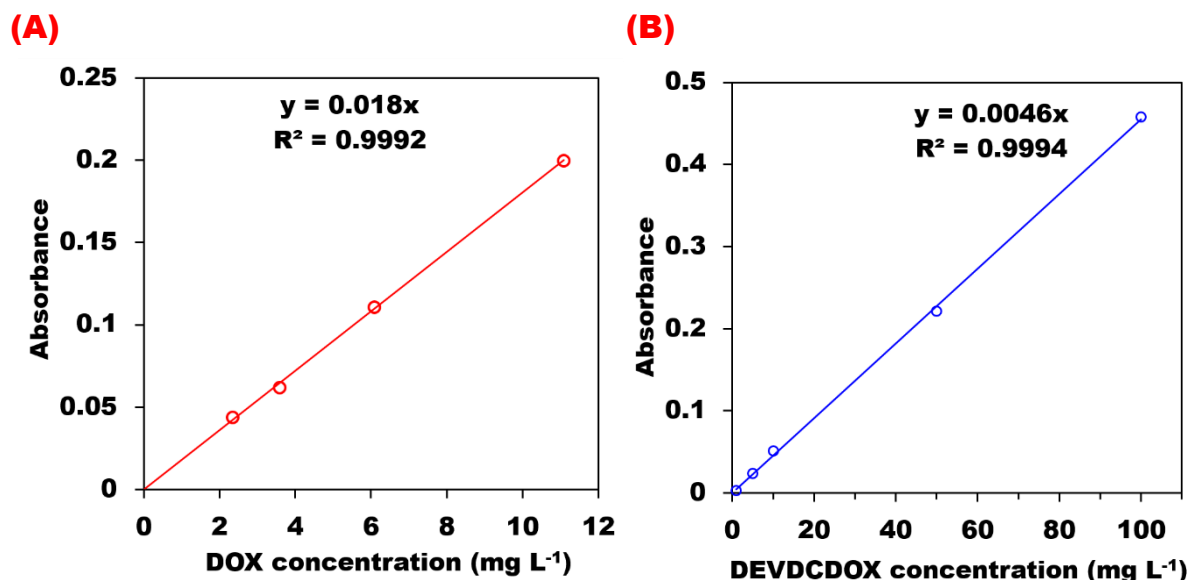 (A)
0.25
0.2
0.15
0.1
0.05
0
y = 0.018x
R² = 0.9992
Absorbance
0 2 4 6 8 10 12
DOX concentration (mg L⁻¹)
(B)
0.5
0.4
0.3
0.2
0.1
0
y = 0.0046x
R² = 0.9994
Absorbance
0 20 40 60 80 100
DEVDCDOX concentration (mg L⁻¹)